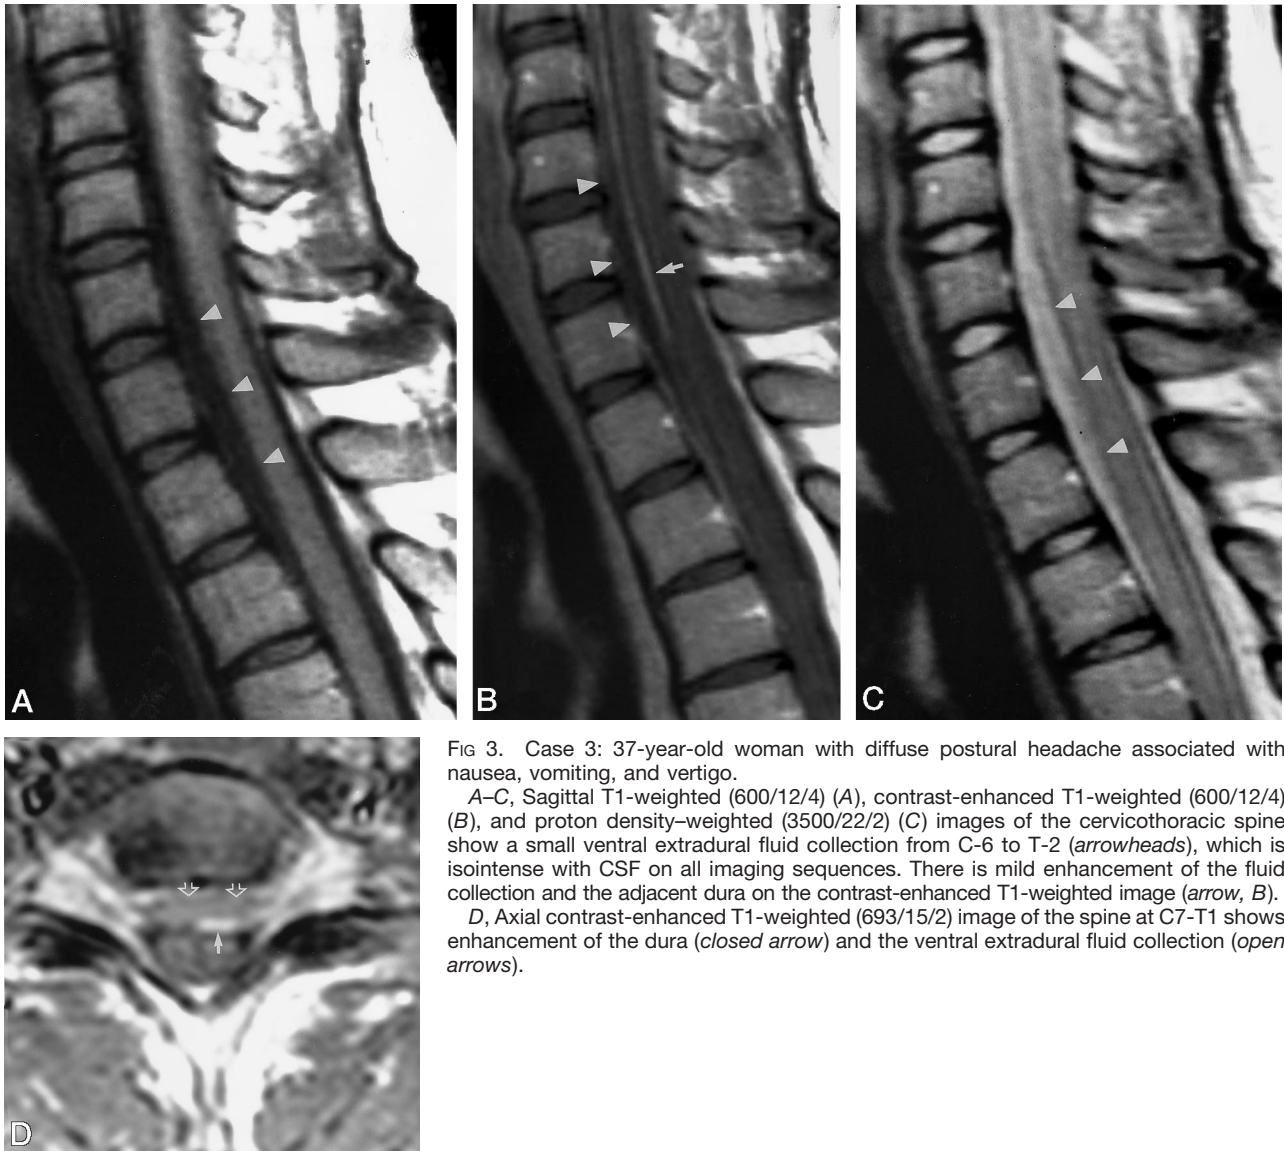 A
B
C
D
FIG 3. Case 3: 37-year-old woman with diffuse postural headache associated with
nausea, vomiting, and vertigo.
A–C, Sagittal T1-weighted (600/12/4) (A), contrast-enhanced T1-weighted (600/12/4)
(B), and proton density–weighted (3500/22/2) (C) images of the cervicothoracic spine
show a small ventral extradural fluid collection from C-6 to T-2 (arrowheads), which is
isointense with CSF on all imaging sequences. There is mild enhancement of the fluid
collection and the adjacent dura on the contrast-enhanced T1-weighted image (arrow, B).
D, Axial contrast-enhanced T1-weighted (693/15/2) image of the spine at C7-T1 shows
enhancement of the dura (closed arrow) and the ventral extradural fluid collection (open
arrows).